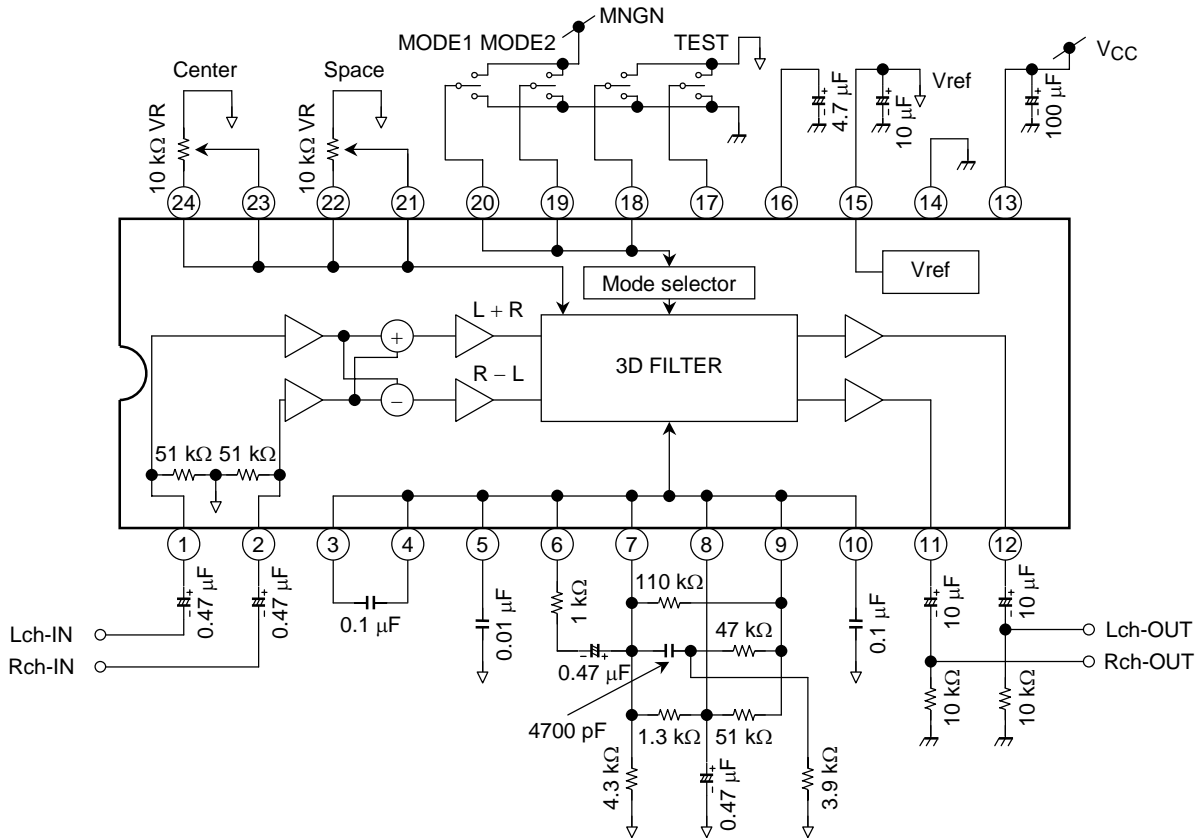 MNGN
MODE1 MODE2
TEST
VCC
Center
Space
Vref
10 kΩ VR
10 kΩ VR
4.7 μF
10 μF
100 μF
24
23
22
21
20
19
18
17
16
15
14
13
Mode selector
Vref
L + R
+
3D FILTER
R − L
−
51 kΩ
51 kΩ
1
2
3
4
5
6
7
8
9
10
11
12
0.47 μF
0.47 μF
0.1 μF
0.01 μF
1 kΩ
110 kΩ
47 kΩ
0.47 μF
4700 pF
1.3 kΩ
51 kΩ
4.3 kΩ
0.47 μF
3.9 kΩ
0.1 μF
10 μF
10 μF
Lch-IN
Rch-IN
Lch-OUT
Rch-OUT
10 kΩ
10 kΩ